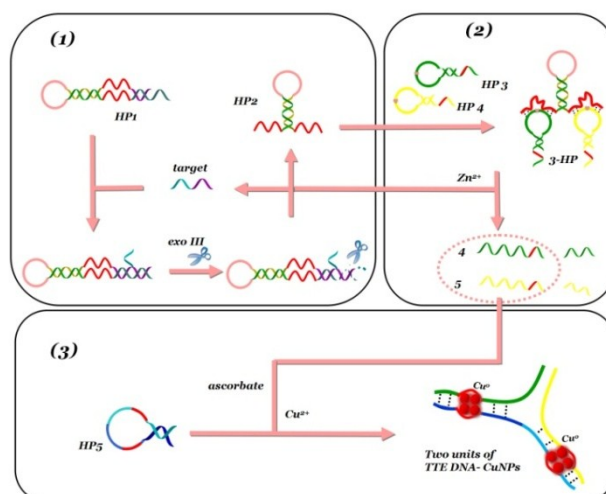 (1)
HP1
HP2
target
exo III
(2)
HP 3
HP 4
3-HP
Zn²⁺
4
5
(3)
HP5
ascorbate
Cu²⁺
Cu⁰
Cu⁰
Two units of
TTE DNA- CuNPs